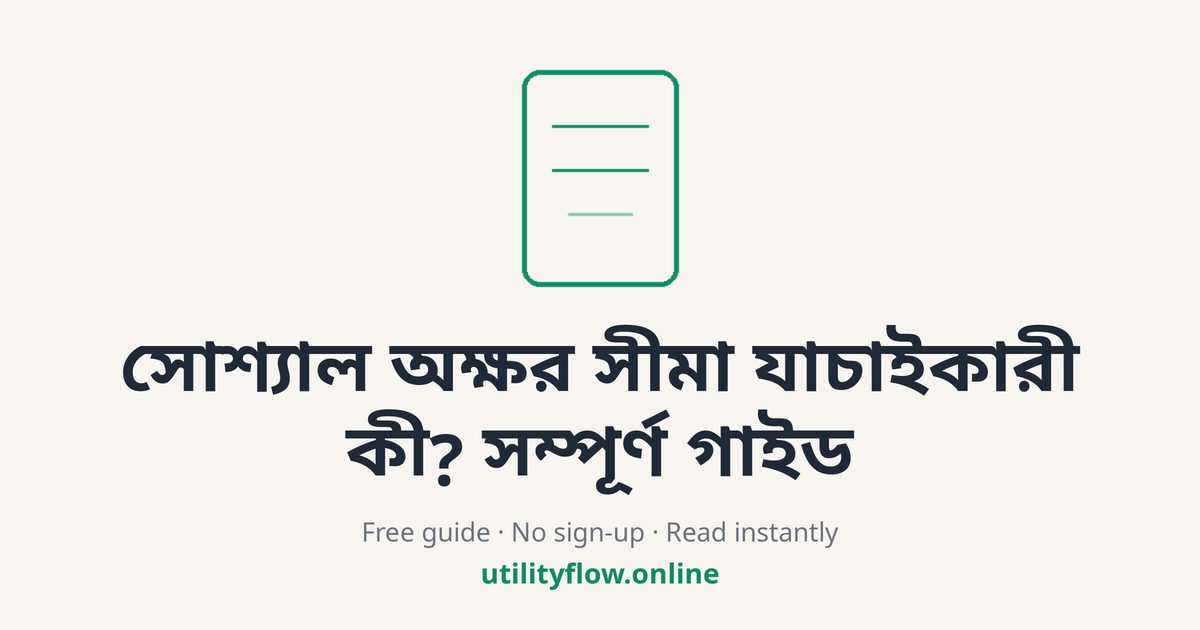 সোশ্যাল অক্ষর সীমা যাচাইকারী
কী? সম্পূর্ণ গাইড
Free guide · No sign-up · Read instantly
utilityflow.online